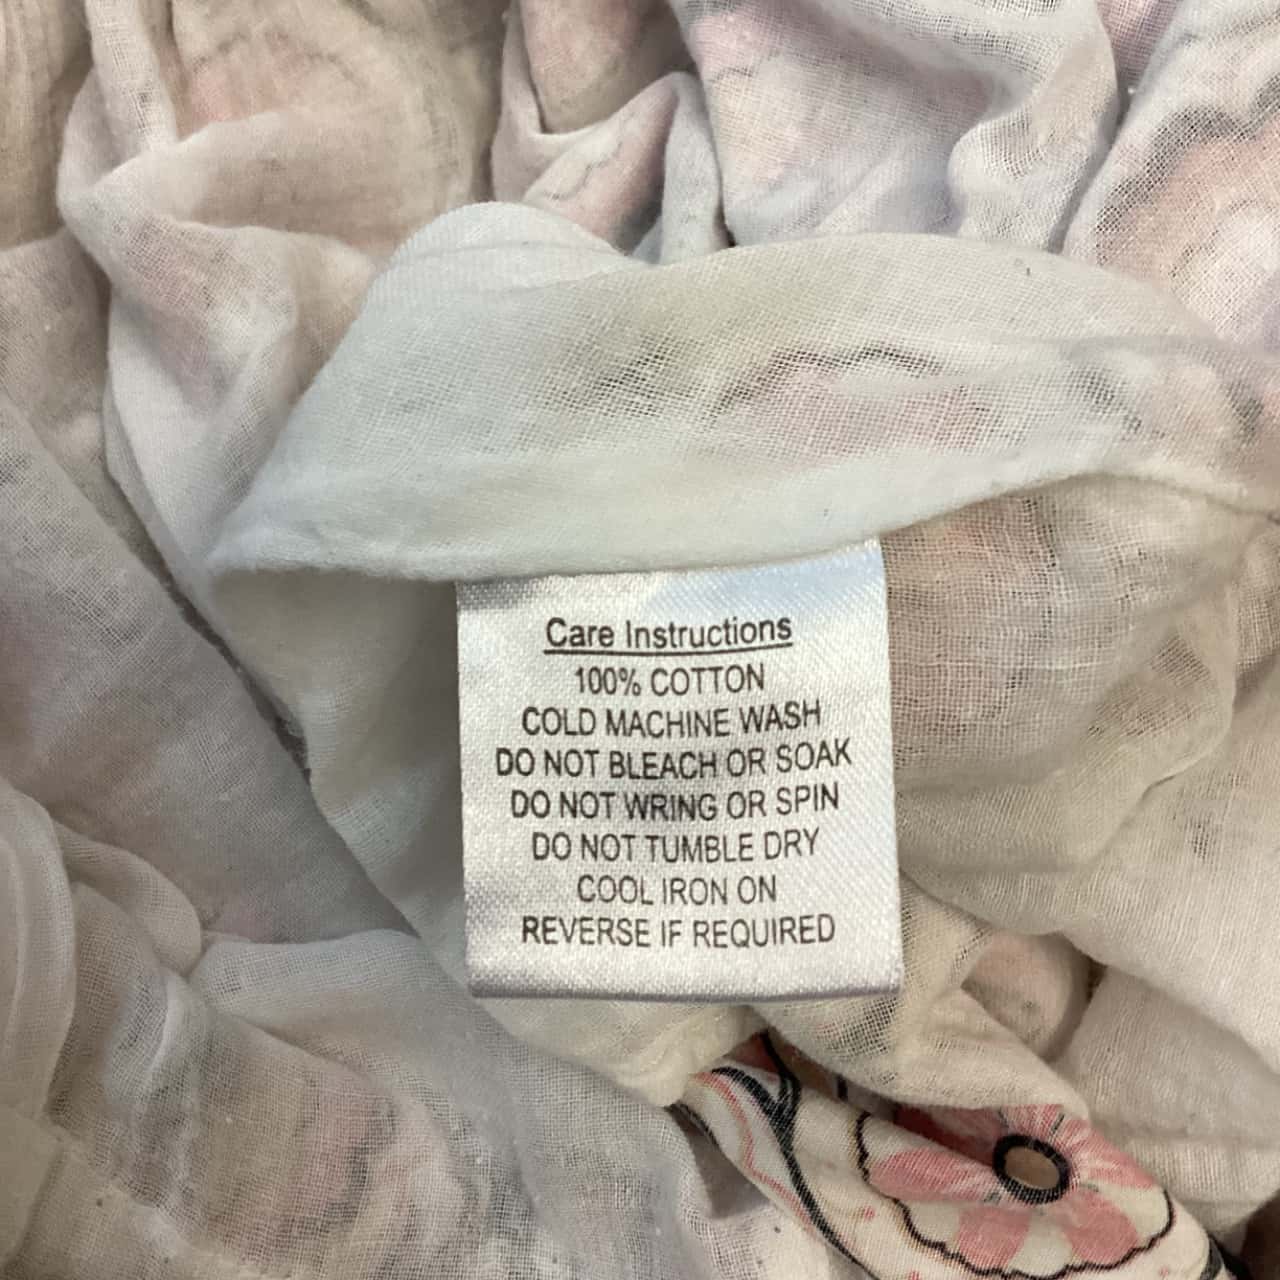 Care Instructions
100% COTTON
COLD MACHINE WASH
DO NOT BLEACH OR SOAK
DO NOT WRING OR SPIN
DO NOT TUMBLE DRY
COOL IRON ON
REVERSE IF REQUIRED